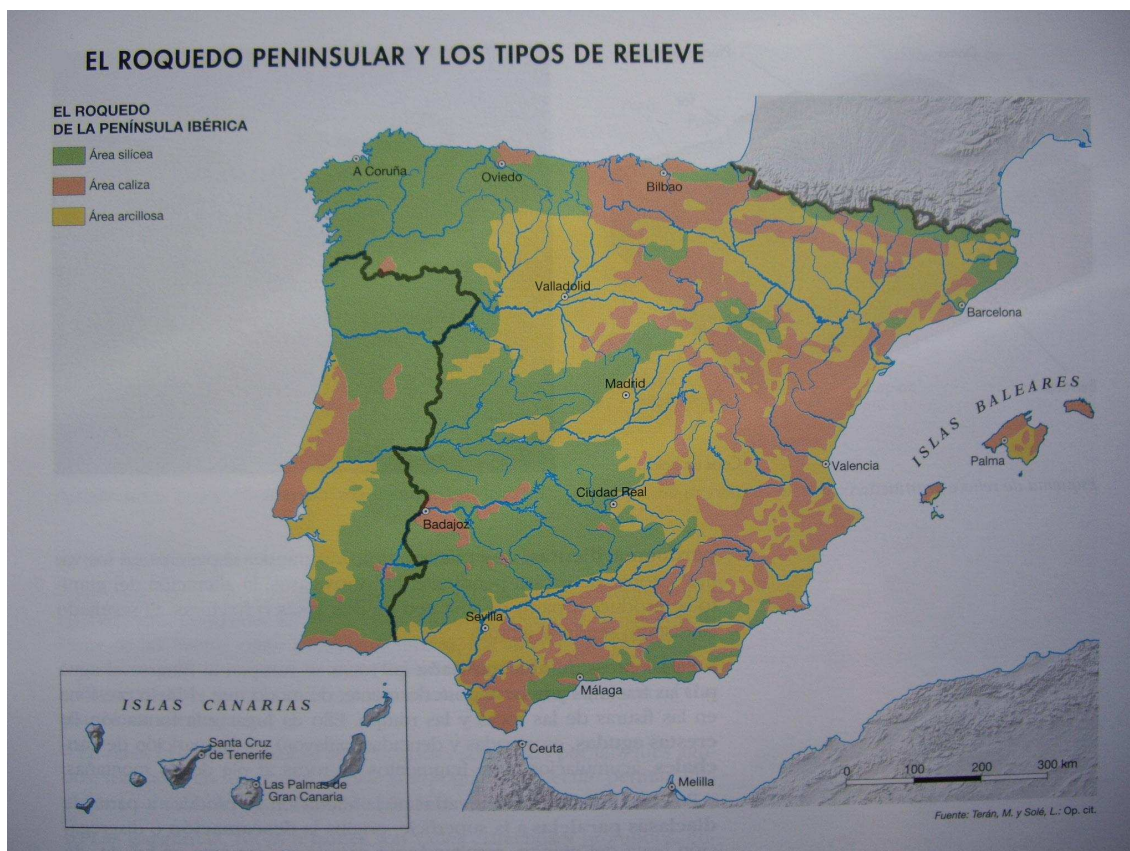 EL ROQUEDO PENINSULAR Y LOS TIPOS DE RELIEVE
EL ROQUEDO
DE LA PENÍNSULA IBÉRICA
Área silícea
Área caliza
Área arcillosa
A Coruña
Oviedo
Bilbao
Valladolid
Barcelona
Madrid
ISLAS BALEARES
Palma
Valencia
Ciudad Real
Badajoz
Sevilla
Málaga
Ceuta
Melilla
ISLAS CANARIAS
Santa Cruz
de Tenerife
Las Palmas de
Gran Canaria
0 100 200 300 km
Fuente: Terán, M. y Solé, L.: Op. cit.